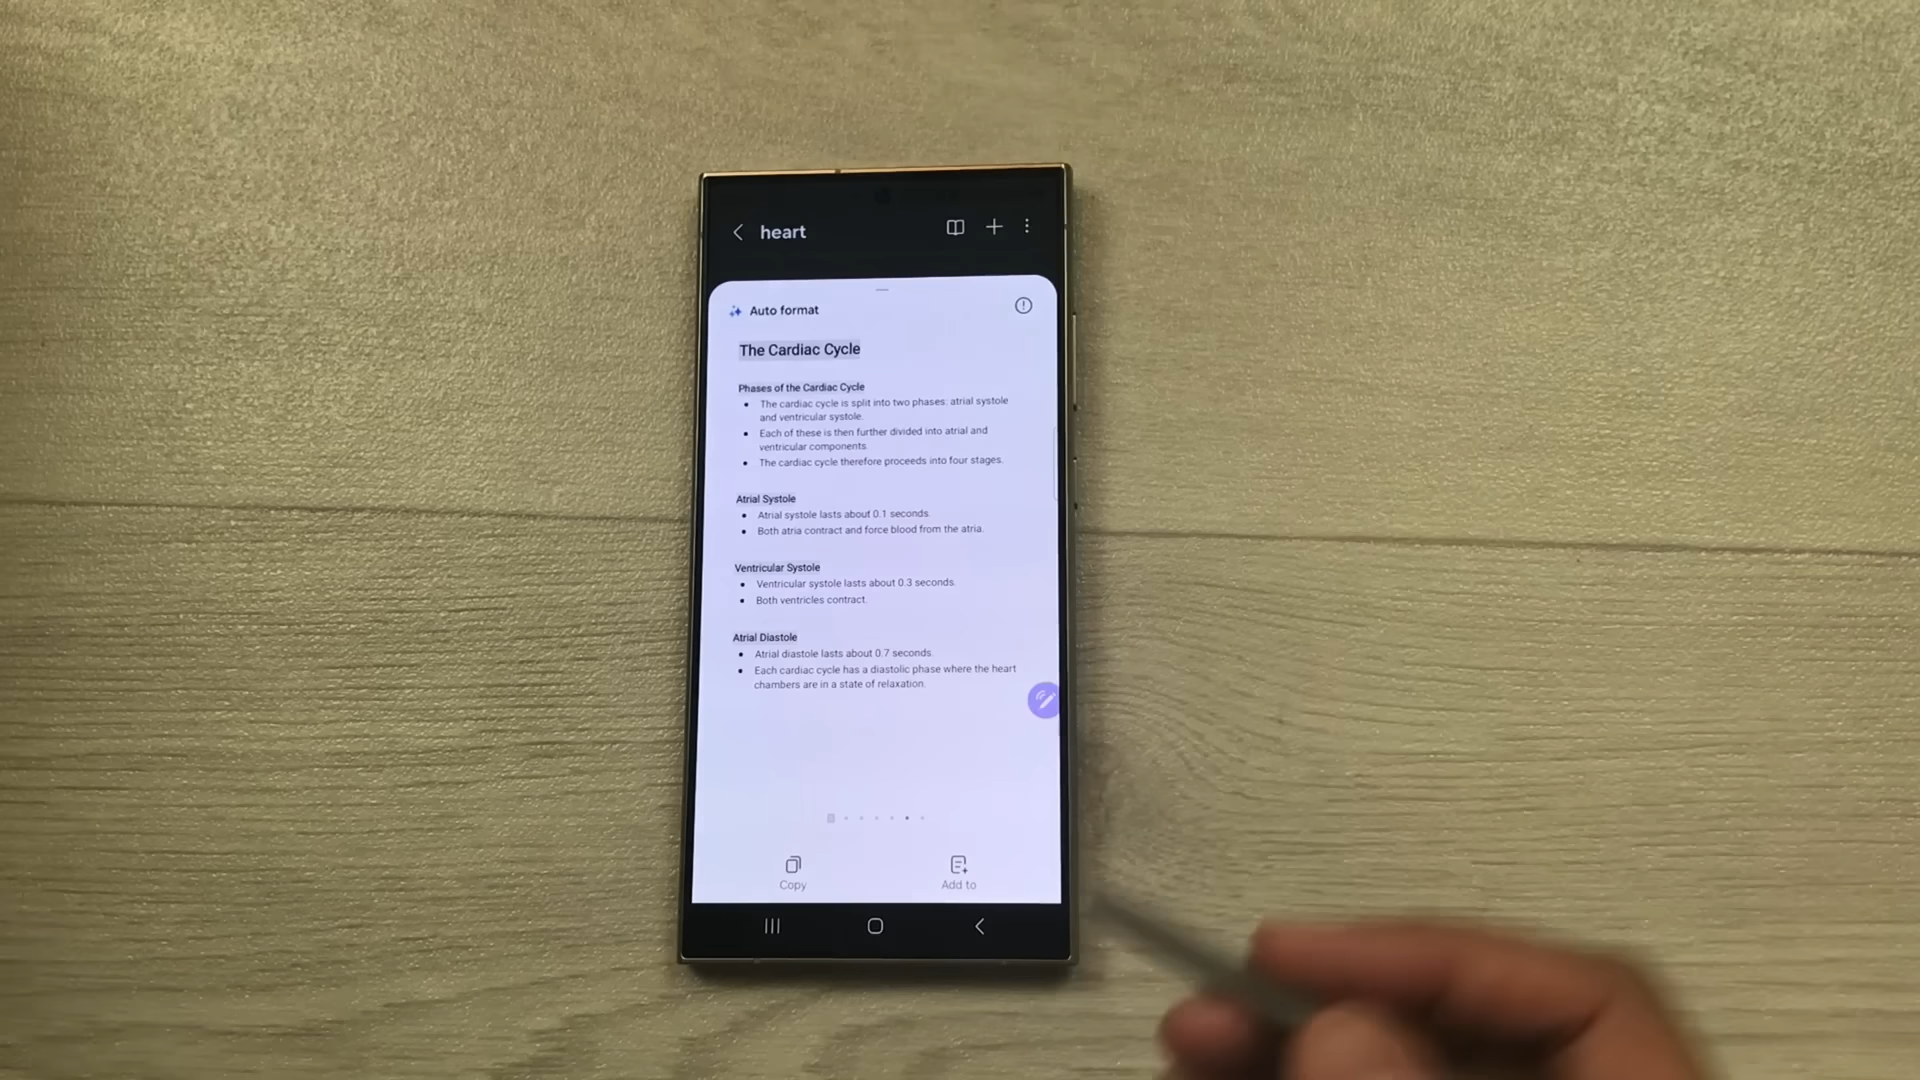 heart
Auto format
The Cardiac Cycle
Phases of the Cardiac Cycle
The cardiac cycle is split into two phases: atrial systole
and ventricular systole.
Each of these is then further divided into atrial and
ventricular components.
The cardiac cycle therefore proceeds into four stages.
Atrial Systole
Atrial systole lasts about 0.1 seconds.
Both atria contract and force blood from the atria.
Ventricular Systole
Ventricular systole lasts about 0.3 seconds.
Both ventricles contract.
Atrial Diastole
Atrial diastole lasts about 0.7 seconds.
Each cardiac cycle has a diastolic phase where the heart
chambers are in a state of relaxation.
Copy
Add to